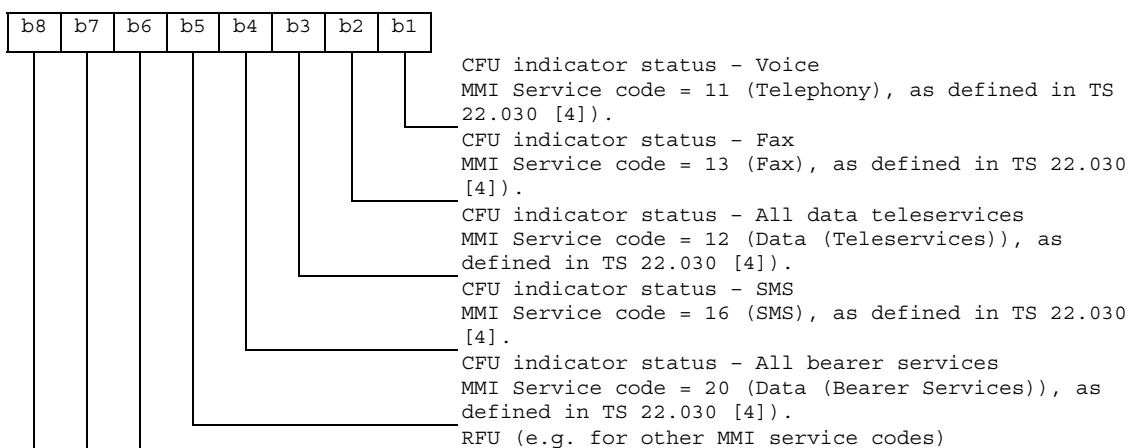 b8 b7 b6 b5 b4 b3 b2 b1
CFU indicator status – Voice
MMI Service code = 11 (Telephony), as defined in TS
22.030 [4]).
CFU indicator status – Fax
MMI Service code = 13 (Fax), as defined in TS 22.030
[4]).
CFU indicator status – All data teleservices
MMI Service code = 12 (Data (Teleservices)), as
defined in TS 22.030 [4]).
CFU indicator status – SMS
MMI Service code = 16 (SMS), as defined in TS 22.030
[4].
CFU indicator status – All bearer services
MMI Service code = 20 (Data (Bearer Services)), as
defined in TS 22.030 [4]).
RFU (e.g. for other MMI service codes)